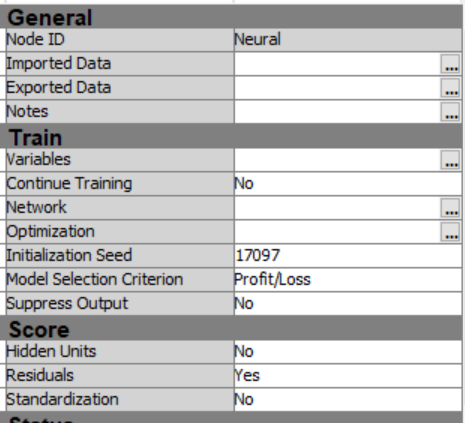 General
Node ID Neural
Imported Data ...
Exported Data ...
Notes ...
Train
Variables ...
Continue Training No
Network ...
Optimization ...
Initialization Seed 17097
Model Selection Criterion Profit/Loss
Suppress Output No
Score
Hidden Units No
Residuals Yes
Standardization No
Status